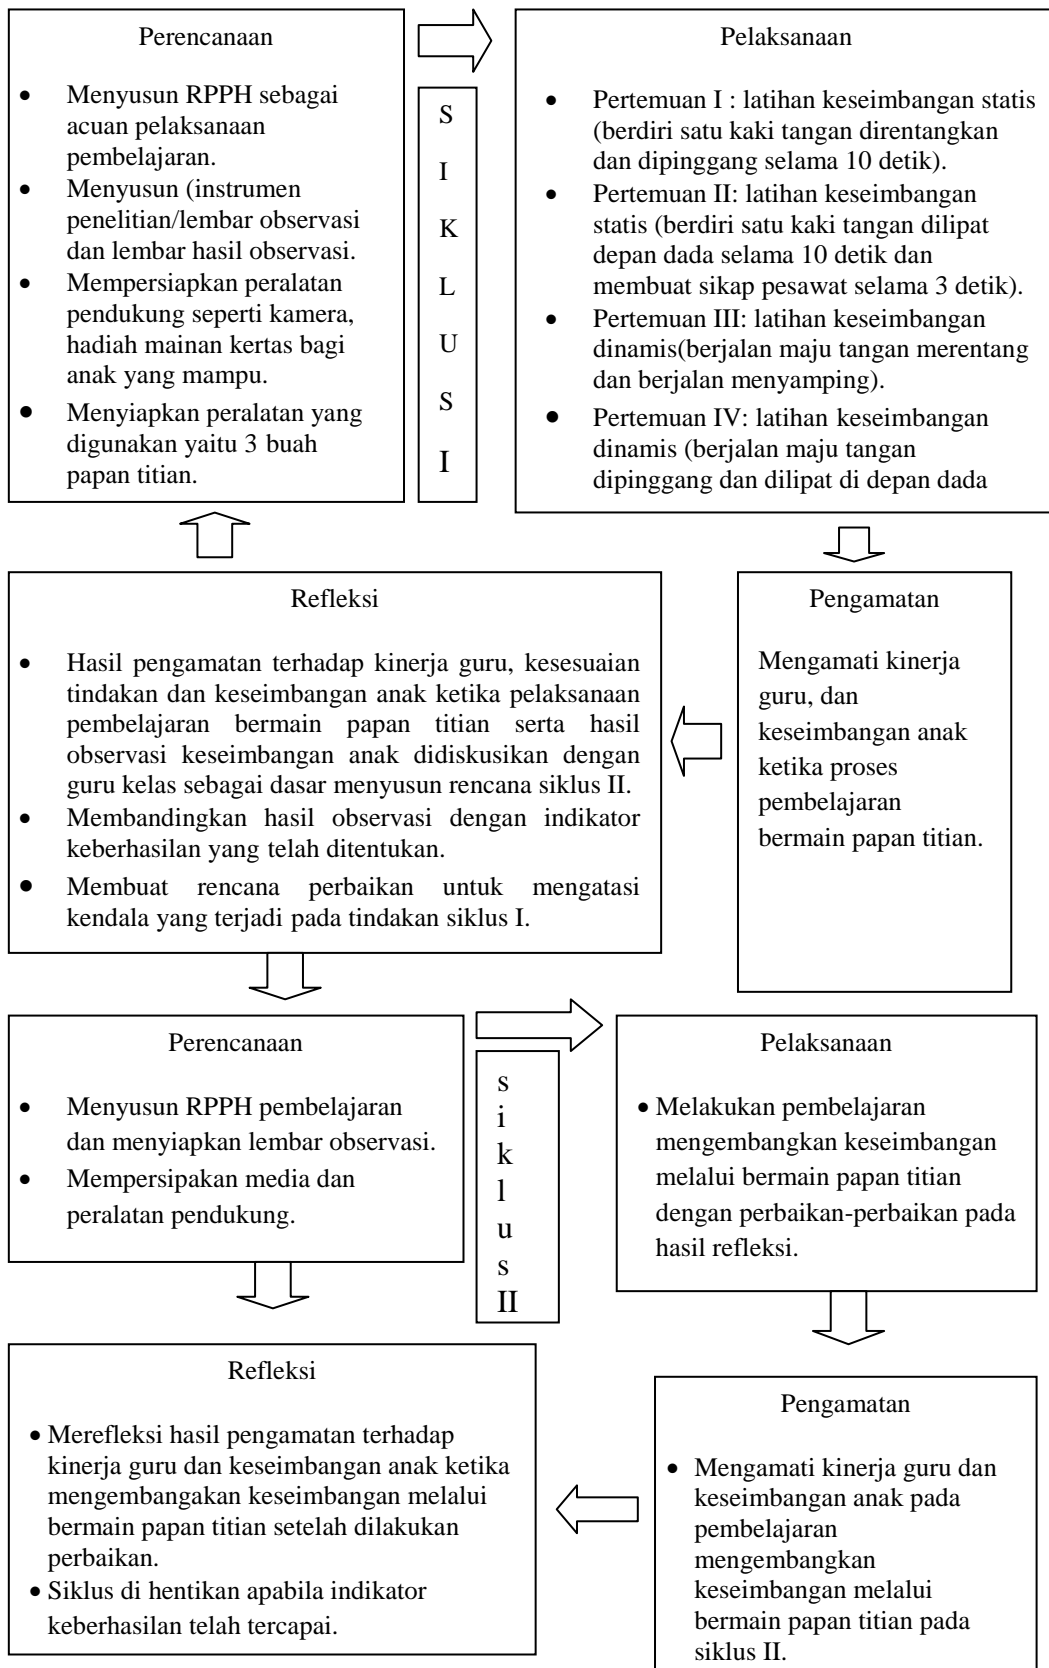 Perencanaan
Menyusun RPPH sebagai
acuan pelaksanaan
pembelajaran.
Menyusun (instrumen
penelitian/lembar observasi
dan lembar hasil observasi.
Mempersiapkan peralatan
pendukung seperti kamera,
hadiah mainan kertas bagi
anak yang mampu.
Menyiapkan peralatan yang
digunakan yaitu 3 buah
papan titian.
S
I
K
L
U
S
I
Pelaksanaan
Pertemuan I : latihan keseimbangan statis
(berdiri satu kaki tangan direntangkan
dan dipinggang selama 10 detik).
Pertemuan II: latihan keseimbangan
statis (berdiri satu kaki tangan dilipat
depan dada selama 10 detik dan
membuat sikap pesawat selama 3 detik).
Pertemuan III: latihan keseimbangan
dinamis(berjalan maju tangan merentang
dan berjalan menyamping).
Pertemuan IV: latihan keseimbangan
dinamis (berjalan maju tangan
dipinggang dan dilipat di depan dada
Refleksi
Hasil pengamatan terhadap kinerja guru, kesesuaian
tindakan dan keseimbangan anak ketika pelaksanaan
pembelajaran bermain papan titian serta hasil
observasi keseimbangan anak didiskusikan dengan
guru kelas sebagai dasar menyusun rencana siklus II.
Membandingkan hasil observasi dengan indikator
keberhasilan yang telah ditentukan.
Membuat rencana perbaikan untuk mengatasi
kendala yang terjadi pada tindakan siklus I.
Pengamatan
Mengamati kinerja
guru, dan
keseimbangan anak
ketika proses
pembelajaran
bermain papan titian.
Perencanaan
Menyusun RPPH pembelajaran
dan menyiapkan lembar observasi.
Mempersipakan media dan
peralatan pendukung.
s
i
k
l
u
s
II
Pelaksanaan
Melakukan pembelajaran
mengembangkan keseimbangan
melalui bermain papan titian
dengan perbaikan-perbaikan pada
hasil refleksi.
Refleksi
Merefleksi hasil pengamatan terhadap
kinerja guru dan keseimbangan anak ketika
mengembangakan keseimbangan melalui
bermain papan titian setelah dilakukan
perbaikan.
Siklus di hentikan apabila indikator
keberhasilan telah tercapai.
Pengamatan
Mengamati kinerja guru dan
keseimbangan anak pada
pembelajaran
mengembangkan
keseimbangan melalui
bermain papan titian pada
siklus II.